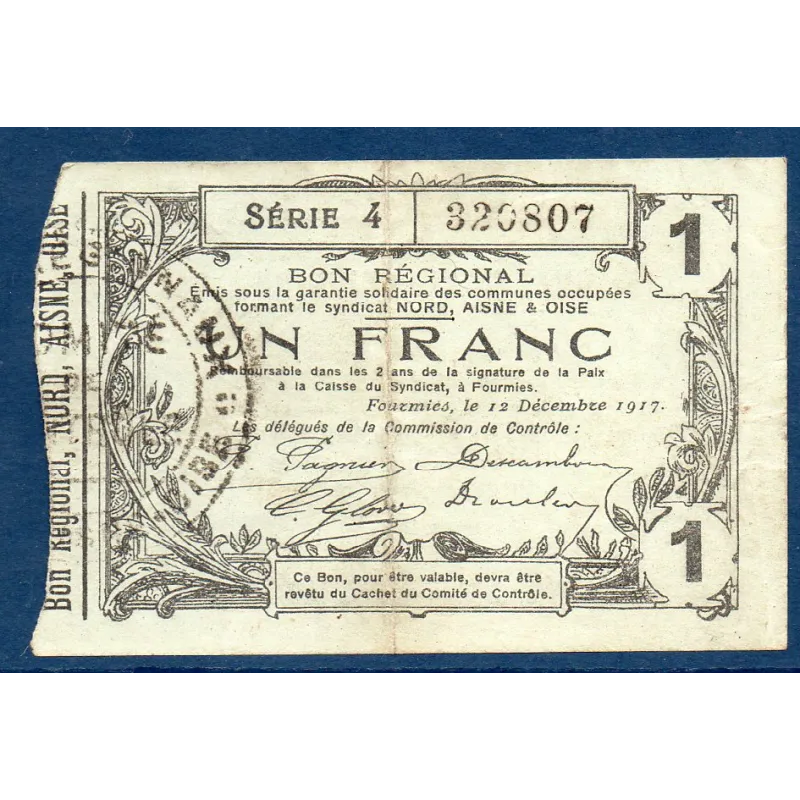 SÉRIE 4 320807
1
BON RÉGIONAL
Émis sous la garantie solidaire des communes occupées
formant le syndicat NORD, AISNE & OISE
UN FRANC
Remboursable dans les 2 ans de la signature de la Paix
à la Caisse du Syndicat, à Fourmies.
Fourmies, le 12 Décembre 1917.
Les délégués de la Commission de Contrôle :
1
Ce Bon, pour être valable, devra être
revêtu du Cachet du Comité de Contrôle.
Bon Régional, NORD, AISNE, OISE